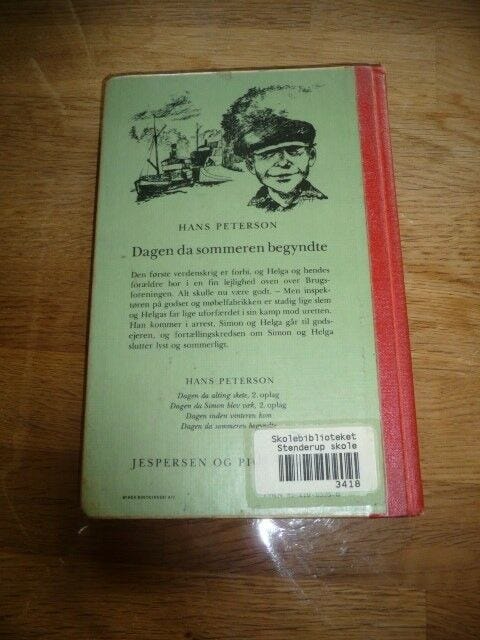 HANS PETERSON
Dagen da sommeren begyndte
Den første verdenskrig er forbi, og Helga og hendes
forældre bor i en fin lejlighed oven over Brugs-
foreningen. Alt skulle nu være godt. – Men inspek-
tøren på godset og møbelfabrikken er stadig lige slem
og Helgas far lige uforfærdet i sin kamp mod uretten.
Han kommer i arrest. Simon og Helga går til gods-
ejeren, og fortællingskredsen om Simon og Helga
slutter lyst og sommerligt.
HANS PETERSON
Dagen da alting skete, 2. oplag
Dagen da Simon blev væk, 2. oplag
Dagen inden vinteren kom
Dagen da sommeren begyndte
JESPERSEN OG
Skolebiblioteket
Stenderup skole
3418